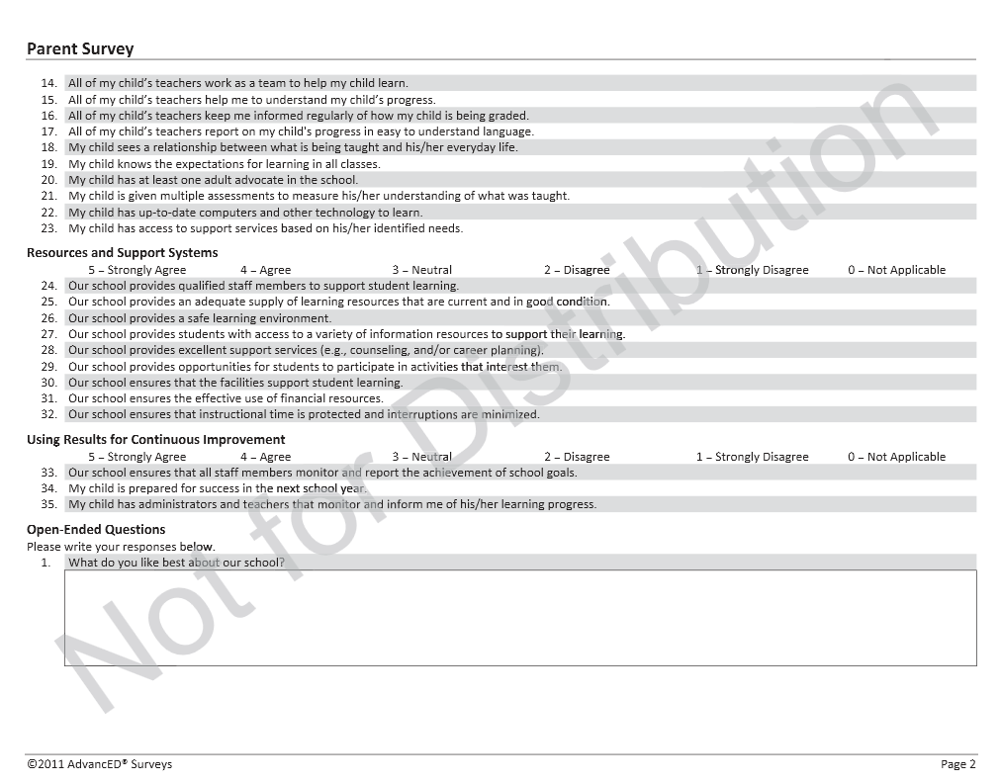 Parent Survey
14. All of my child's teachers work as a team to help my child learn.
15. All of my child's teachers help me to understand my child's progress.
16. All of my child's teachers keep me informed regularly of how my child is being graded.
17. All of my child's teachers report on my child's progress in easy to understand language.
18. My child sees a relationship between what is being taught and his/her everyday life.
19. My child knows the expectations for learning in all classes.
20. My child has at least one adult advocate in the school.
21. My child is given multiple assessments to measure his/her understanding of what was taught.
22. My child has up-to-date computers and other technology to learn.
23. My child has access to support services based on his/her identified needs.
Resources and Support Systems
5 – Strongly Agree 4 – Agree 3 – Neutral 2 – Disagree 1 – Strongly Disagree 0 – Not Applicable
24. Our school provides qualified staff members to support student learning.
25. Our school provides an adequate supply of learning resources that are current and in good condition.
26. Our school provides a safe learning environment.
27. Our school provides students with access to a variety of information resources to support their learning.
28. Our school provides excellent support services (e.g., counseling, and/or career planning).
29. Our school provides opportunities for students to participate in activities that interest them.
30. Our school ensures that the facilities support student learning.
31. Our school ensures the effective use of financial resources.
32. Our school ensures that instructional time is protected and interruptions are minimized.
Using Results for Continuous Improvement
5 – Strongly Agree 4 – Agree 3 – Neutral 2 – Disagree 1 – Strongly Disagree 0 – Not Applicable
33. Our school ensures that all staff members monitor and report the achievement of school goals.
34. My child is prepared for success in the next school year.
35. My child has administrators and teachers that monitor and inform me of his/her learning progress.
Open-Ended Questions
Please write your responses below.
1. What do you like best about our school?
Not for Distribution
©2011 AdvancED® Surveys Page 2